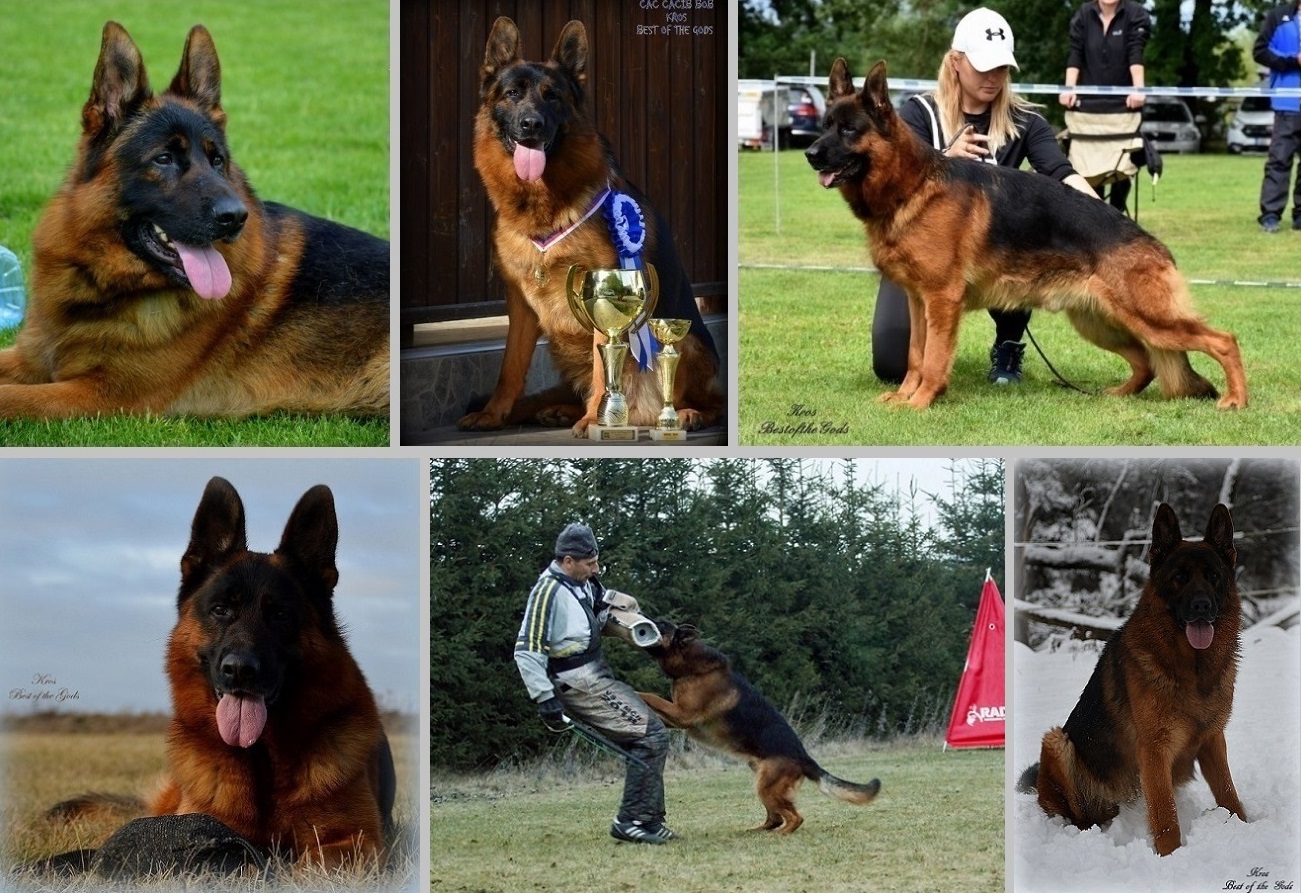 CAC CACIB BOB
KROS
BEST OF THE GODS
Kros
BestoftheGods
Kros
Best of the Gods
RAD
Kros
Best of the Gods